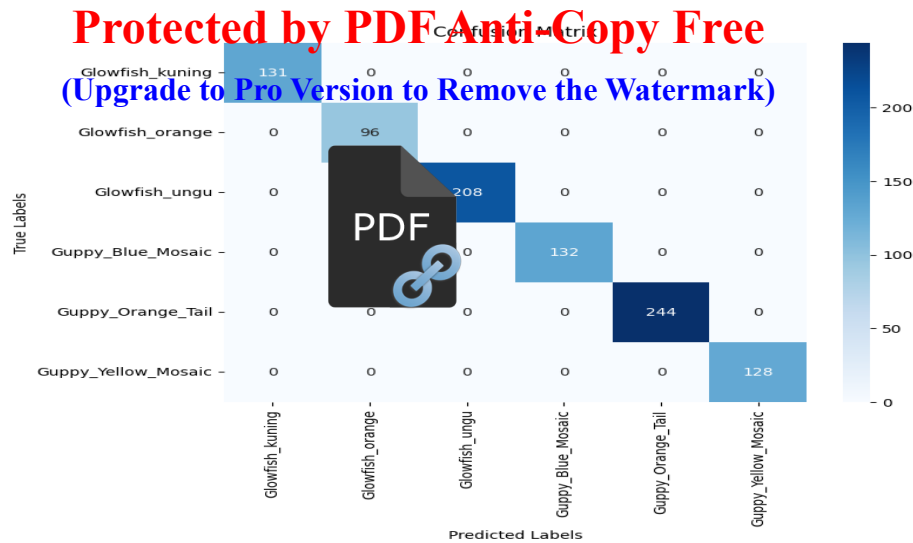 Protected by PDF Anti-Copy Free
(Upgrade to Pro Version to Remove the Watermark)
Confusion Matrix
True Labels
Glowfish_kuning 131 0 0 0 0 0
Glowfish_orange 0 96 0 0 0 0
Glowfish_ungu 0 208 0 0 0
Guppy_Blue_Mosaic 0 0 132 0 0
Guppy_Orange_Tail 0 0 0 0 244 0
Guppy_Yellow_Mosaic 0 0 0 0 0 128
PDF
200
150
100
50
0
Glowfish_kuning
Glowfish_orange
Glowfish_ungu
Guppy_Blue_Mosaic
Guppy_Orange_Tail
Guppy_Yellow_Mosaic
Predicted Labels